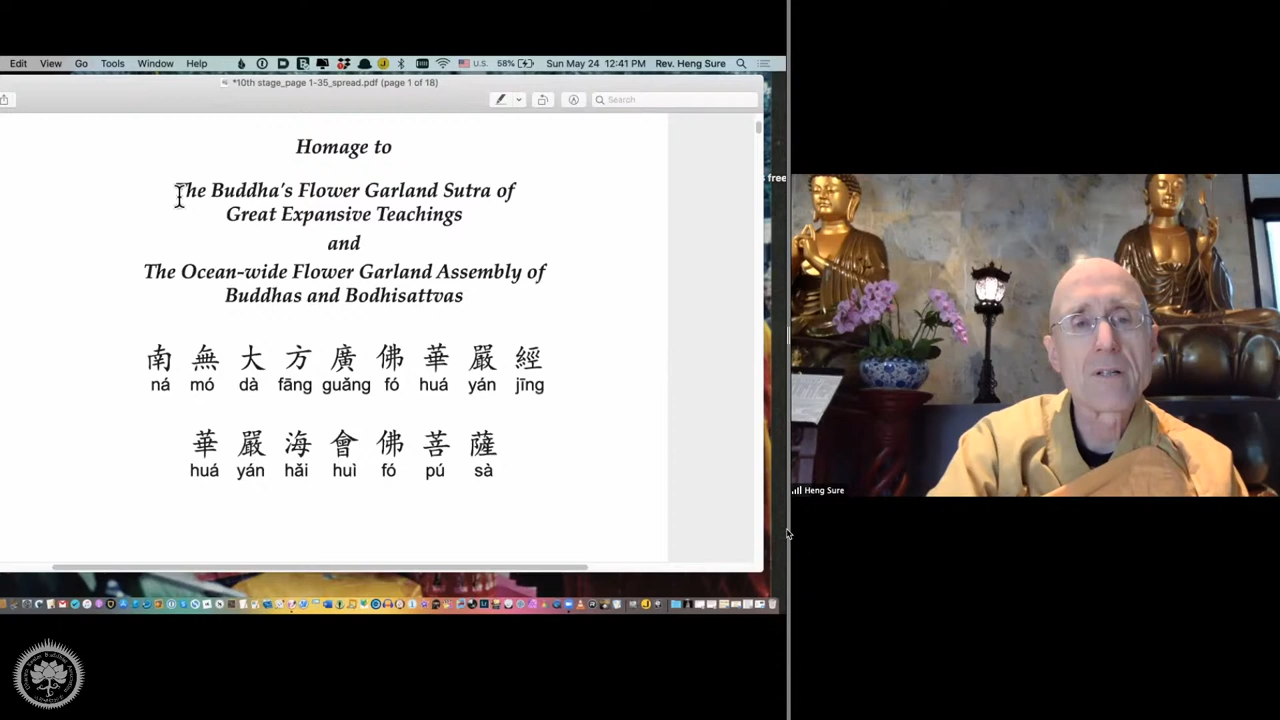 Edit View Go Tools Window Help U.S. 58% Sun May 24 12:41 PM Rev. Heng Sure
*10th stage_page 1-35_spread.pdf (page 1 of 18)
Search
Homage to
The Buddha's Flower Garland Sutra of
Great Expansive Teachings
and
The Ocean-wide Flower Garland Assembly of
Buddhas and Bodhisattvas
南 無 大 方 廣 佛 華 嚴 經
ná mó dà fāng guǎng fó huá yán jīng
華 嚴 海 會 佛 菩 薩
huá yán hǎi huì fó pú sà
free
Heng Sure